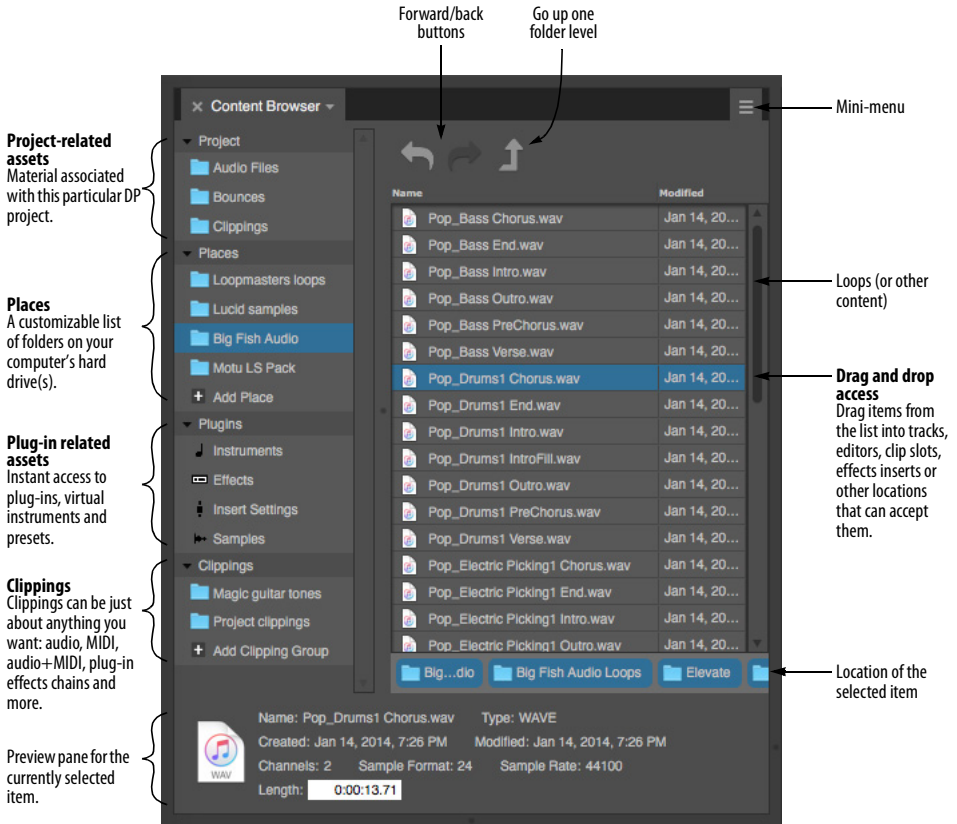 Forward/back
buttons
Go up one
folder level
Content Browser
Mini-menu
Project-related
assets
Material associated
with this particular DP
project.
Project
Audio Files
Bounces
Clippings
Places
A customizable list
of folders on your
computer’s hard
drive(s).
Places
Loopmasters loops
Lucid samples
Big Fish Audio
Motu LS Pack
Add Place
Plug-in related
assets
Instant access to
plug-ins, virtual
instruments and
presets.
Plugins
Instruments
Effects
Insert Settings
Samples
Clippings
Clippings can be just
about anything you
want: audio, MIDI,
audio+MIDI, plug-in
effects chains and
more.
Clippings
Magic guitar tones
Project clippings
Add Clipping Group
Name Modified
Pop_Bass Chorus.wav Jan 14, 20...
Pop_Bass End.wav Jan 14, 20...
Pop_Bass Intro.wav Jan 14, 20...
Pop_Bass Outro.wav Jan 14, 20...
Pop_Bass PreChorus.wav Jan 14, 20...
Pop_Bass Verse.wav Jan 14, 20...
Pop_Drums1 Chorus.wav Jan 14, 20...
Pop_Drums1 End.wav Jan 14, 20...
Pop_Drums1 Intro.wav Jan 14, 20...
Pop_Drums1 IntroFill.wav Jan 14, 20...
Pop_Drums1 Outro.wav Jan 14, 20...
Pop_Drums1 PreChorus.wav Jan 14, 20...
Pop_Drums1 Verse.wav Jan 14, 20...
Pop_Electric Picking1 Chorus.wav Jan 14, 20...
Pop_Electric Picking1 End.wav Jan 14, 20...
Pop_Electric Picking1 Intro.wav Jan 14, 20...
Pop_Electric Picking1 Outro.wav Jan 14, 20...
Loops (or other
content)
Drag and drop
access
Drag items from
the list into tracks,
editors, clip slots,
effects inserts or
other locations
that can accept
them.
Big...dio Big Fish Audio Loops Elevate
Location of the
selected item
Preview pane for the
currently selected
item.
WAV
Name: Pop_Drums1 Chorus.wav Type: WAVE
Created: Jan 14, 2014, 7:26 PM Modified: Jan 14, 2014, 7:26 PM
Channels: 2 Sample Format: 24 Sample Rate: 44100
Length: 0:00:13.71